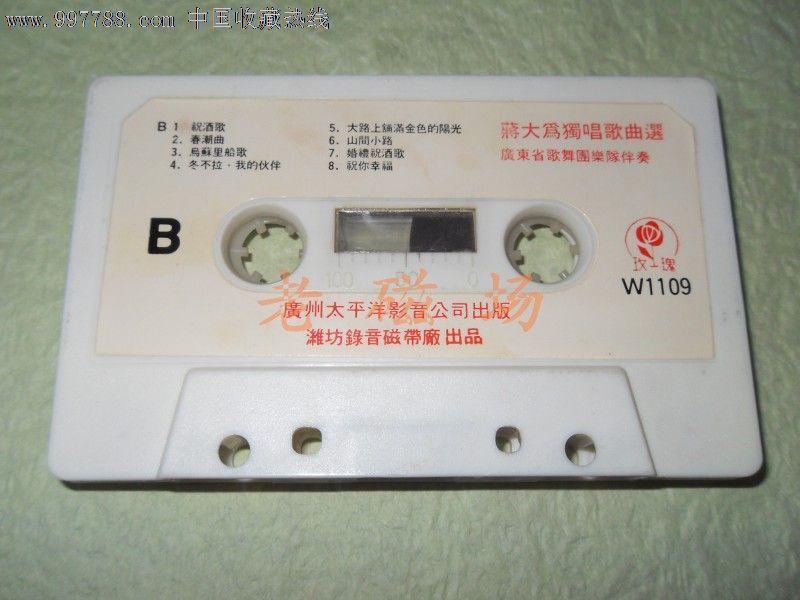 www.997788.com 中国收藏热线
B 1 祝酒歌
2. 春潮曲
3. 烏蘇里船歌
4. 冬不拉，我的伙伴
5. 大路上舖滿金色的陽光
6. 山間小路
7. 婚禮祝酒歌
8. 祝你幸福
蔣大爲獨唱歌曲選
廣東省歌舞團樂隊伴奏
B
100 50 0
玫瑰
W1109
老磁场
廣州太平洋影音公司出版
濰坊錄音磁帶廠出品